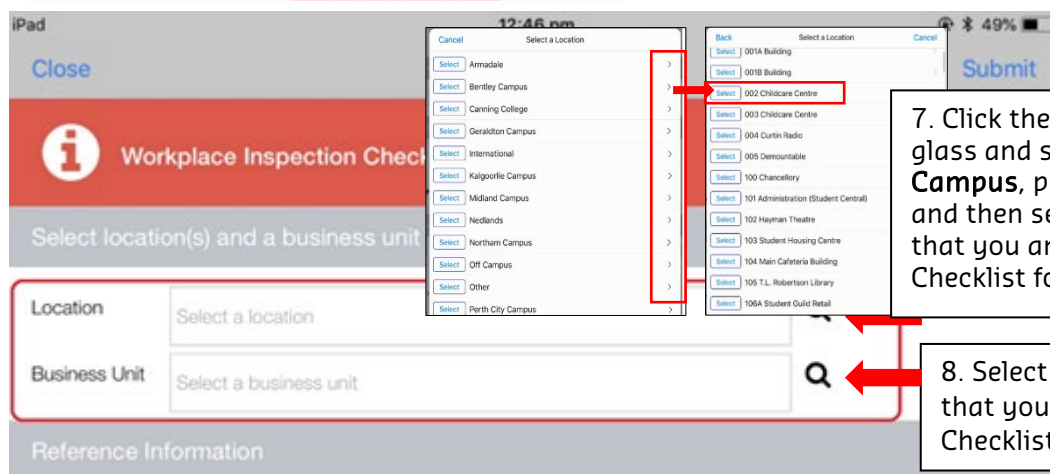 iPad
12:46 pm
49%
Close
Submit
Workplace Inspection
Select location(s) and a business unit
Cancel
Select a Location
Select Armadale
Select Bentley Campus
Select Canning College
Select Geraldton Campus
Select International
Select Kalgoorlie Campus
Select Midland Campus
Select Nedlands
Select Northam Campus
Select Off Campus
Select Other
Select Perth City Campus
Back
Select a Location
Cancel
Select 001A Building
Select 001B Building
Select 002 Childcare Centre
Select 003 Childcare Centre
Select 004 Curtin Radio
Select 005 Demountable
Select 100 Chancellory
Select 101 Administration (Student Central)
Select 102 Hayman Theatre
Select 103 Student Housing Centre
Select 104 Main Cafeteria Building
Select 105 T.L. Robertson Library
Select 106A Student Guild Retail
7. Click the
glass and s
Campus, p
and then se
that you ar
Checklist fo
Location
Select a location
Business Unit
Select a business unit
8. Select
that you
Checklist
Reference Information